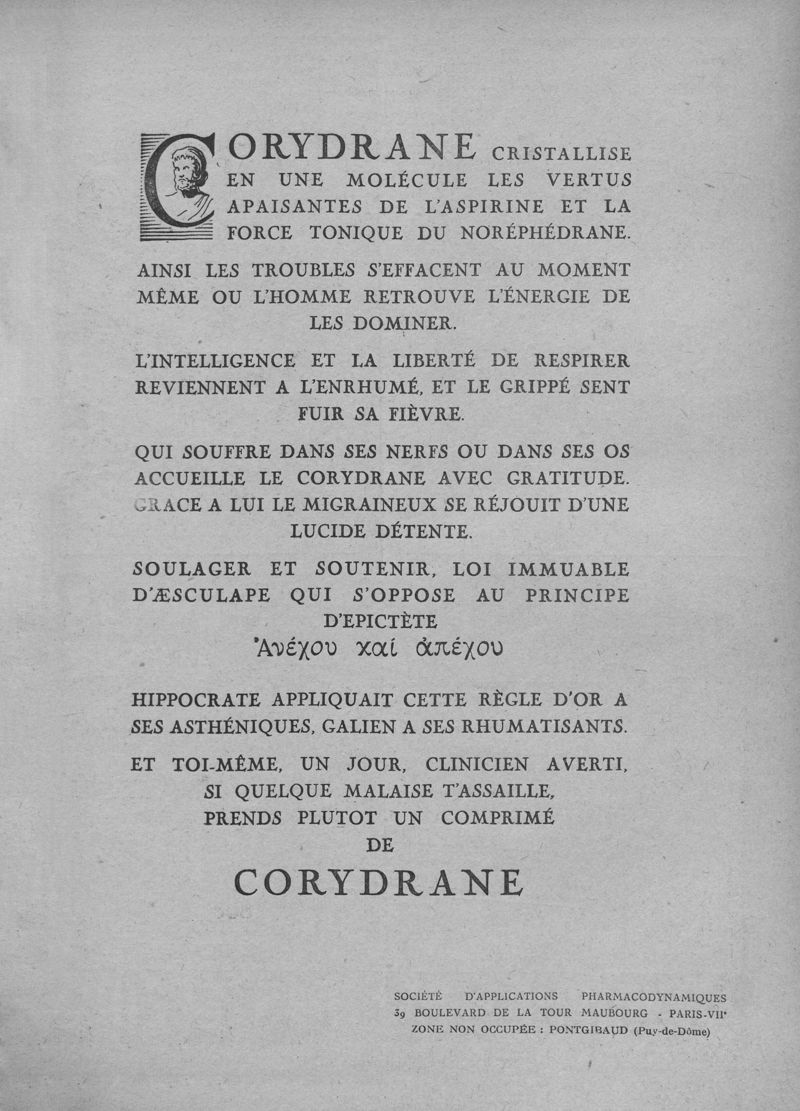 CORYDRANE CRISTALLISE
EN UNE MOLÉCULE LES VERTUS
APAISANTES DE L'ASPIRINE ET LA
FORCE TONIQUE DU NORÉPHÉDRANE.
AINSI LES TROUBLES S'EFFACENT AU MOMENT
MÊME OU L'HOMME RETROUVE L'ÉNERGIE DE
LES DOMINER.
L'INTELLIGENCE ET LA LIBERTÉ DE RESPIRER
REVIENNENT A L'ENRHUMÉ, ET LE GRIPPÉ SENT
FUIR SA FIÈVRE.
QUI SOUFFRE DANS SES NERFS OU DANS SES OS
ACCUEILLE LE CORYDRANE AVEC GRATITUDE.
GRACE A LUI LE MIGRAINEUX SE RÉJOUIT D'UNE
LUCIDE DÉTENTE.
SOULAGER ET SOUTENIR, LOI IMMUABLE
D'ÆSCULAPE QUI S'OPPOSE AU PRINCIPE
D'EPICTÈTE
Ἀνέχου καί ἀπέχου
HIPPOCRATE APPLIQUAIT CETTE RÈGLE D'OR A
SES ASTHÉNIQUES, GALIEN A SES RHUMATISANTS.
ET TOI-MÊME, UN JOUR, CLINICIEN AVERTI,
SI QUELQUE MALAISE T'ASSAILLE,
PRENDS PLUTOT UN COMPRIMÉ
DE
CORYDRANE
SOCIÉTÉ D'APPLICATIONS PHARMACODYNAMIQUES
39 BOULEVARD DE LA TOUR MAUBOURG - PARIS-VIIe
ZONE NON OCCUPÉE : PONTGIBAUD (Puy-de-Dôme)